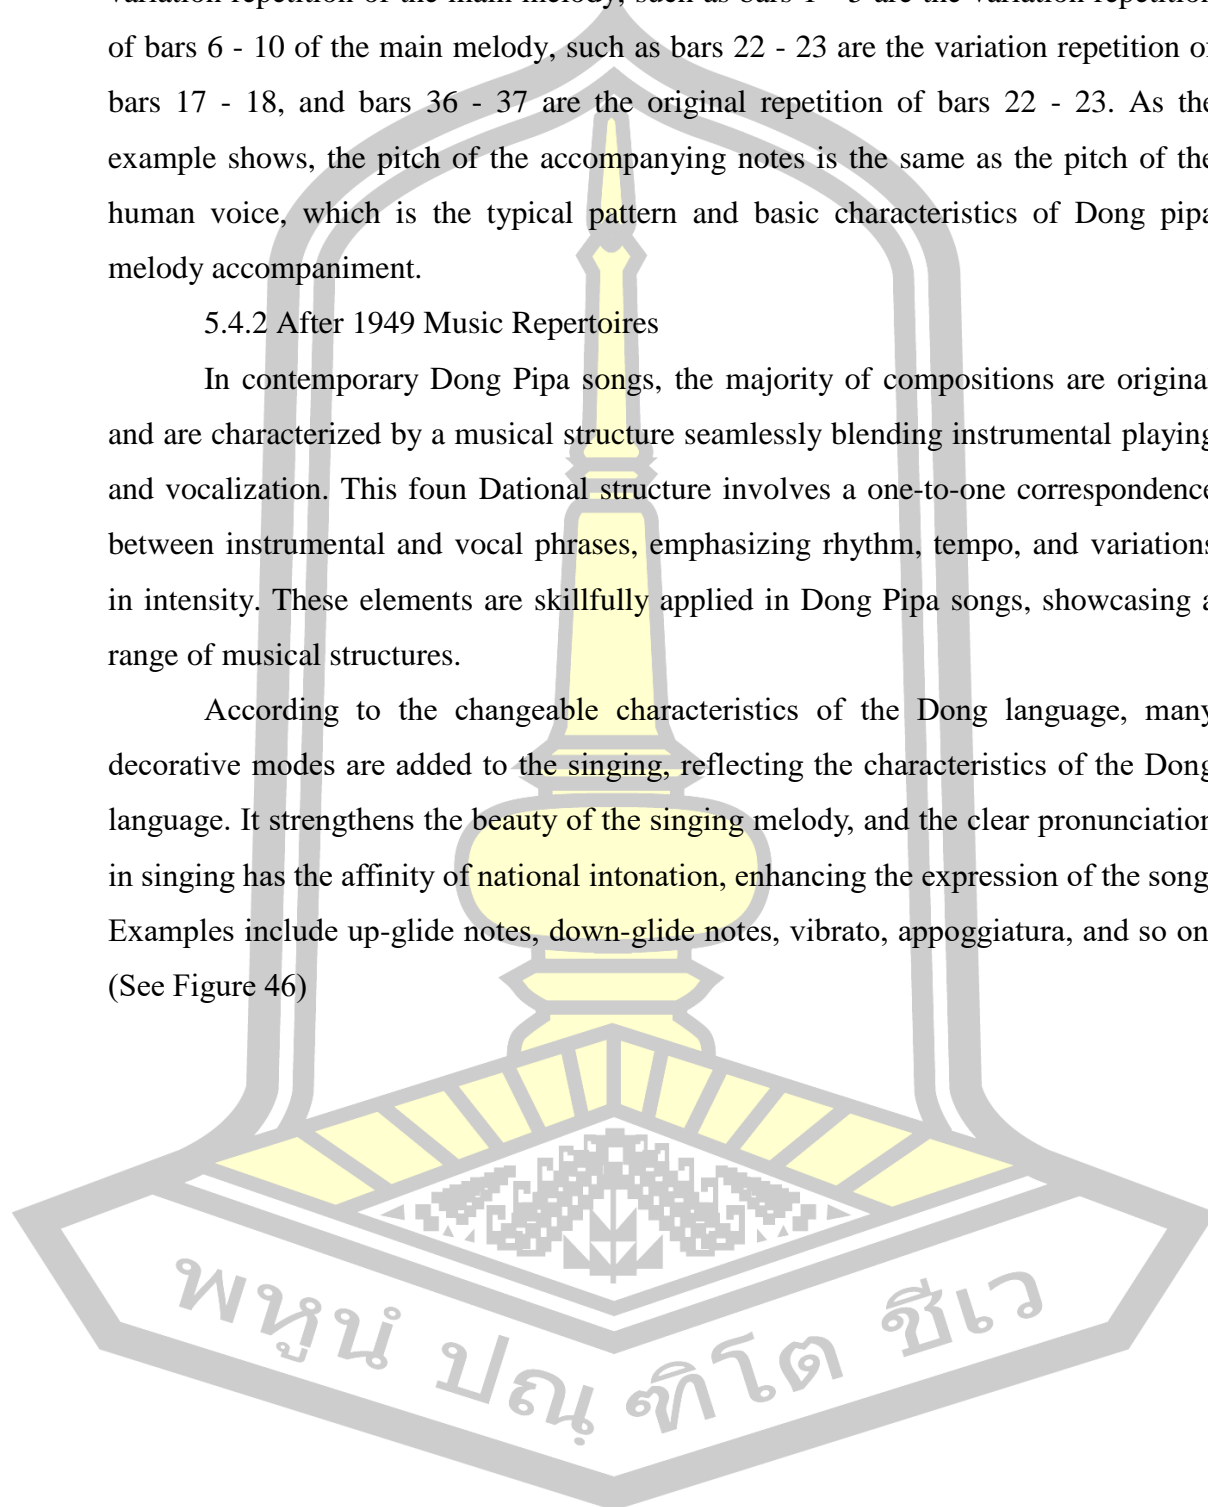 variation repetition of the main melody, such as bars 1 - 5 are the variation repetition
of bars 6 - 10 of the main melody, such as bars 22 - 23 are the variation repetition of
bars 17 - 18, and bars 36 - 37 are the original repetition of bars 22 - 23. As the
example shows, the pitch of the accompanying notes is the same as the pitch of the
human voice, which is the typical pattern and basic characteristics of Dong pipa
melody accompaniment.
5.4.2 After 1949 Music Repertoires
In contemporary Dong Pipa songs, the majority of compositions are original
and are characterized by a musical structure seamlessly blending instrumental playing
and vocalization. This foun Dational structure involves a one-to-one correspondence
between instrumental and vocal phrases, emphasizing rhythm, tempo, and variations
in intensity. These elements are skillfully applied in Dong Pipa songs, showcasing a
range of musical structures.
According to the changeable characteristics of the Dong language, many
decorative modes are added to the singing, reflecting the characteristics of the Dong
language. It strengthens the beauty of the singing melody, and the clear pronunciation
in singing has the affinity of national intonation, enhancing the expression of the song.
Examples include up-glide notes, down-glide notes, vibrato, appoggiatura, and so on.
(See Figure 46)
พหูนํ ปณฺฑิโต ชีเว